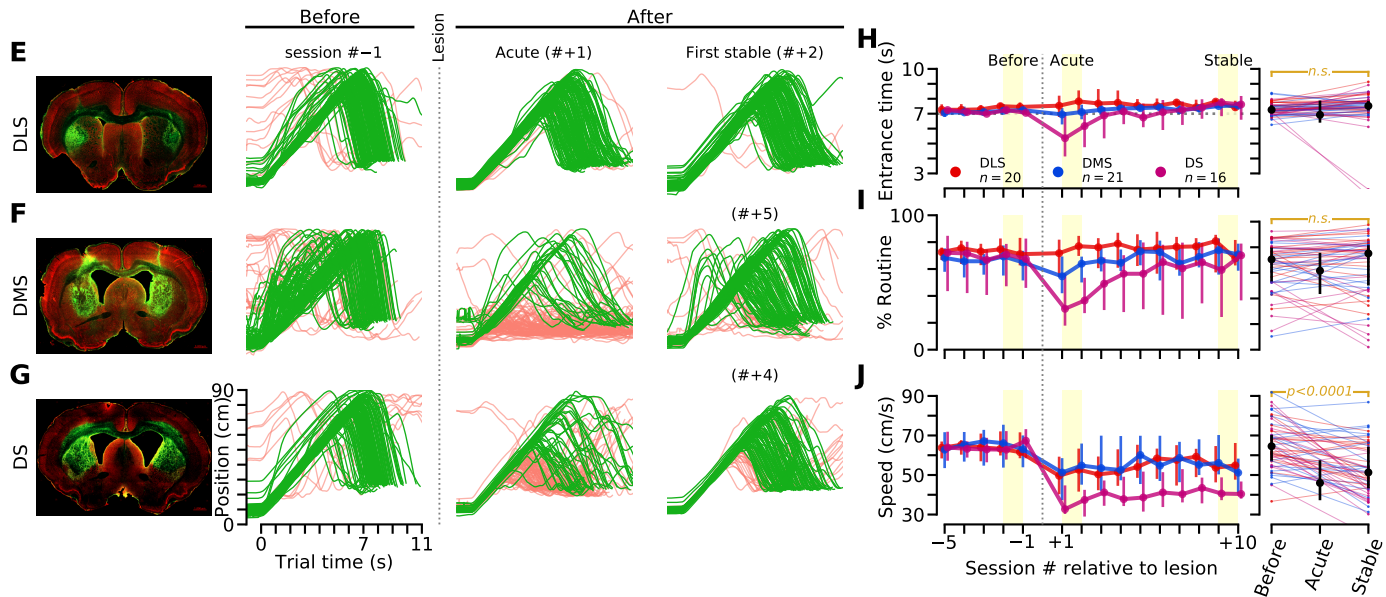 Before
After
Lesion
E
session #−1
Acute (#+1)
First stable (#+2)
DLS
F
(#+5)
DMS
G
(#+4)
DS
Position (cm)
90
0
0
7
11
Trial time (s)
H
Before
Acute
Stable
Entrance time (s)
10
7
3
DLS
n=20
DMS
n=21
DS
n=16
n.s.
I
% Routine
100
0
n.s.
J
Speed (cm/s)
90
70
50
30
p<0.0001
−5
−1
+1
+10
Session # relative to lesion
Before
Acute
Stable